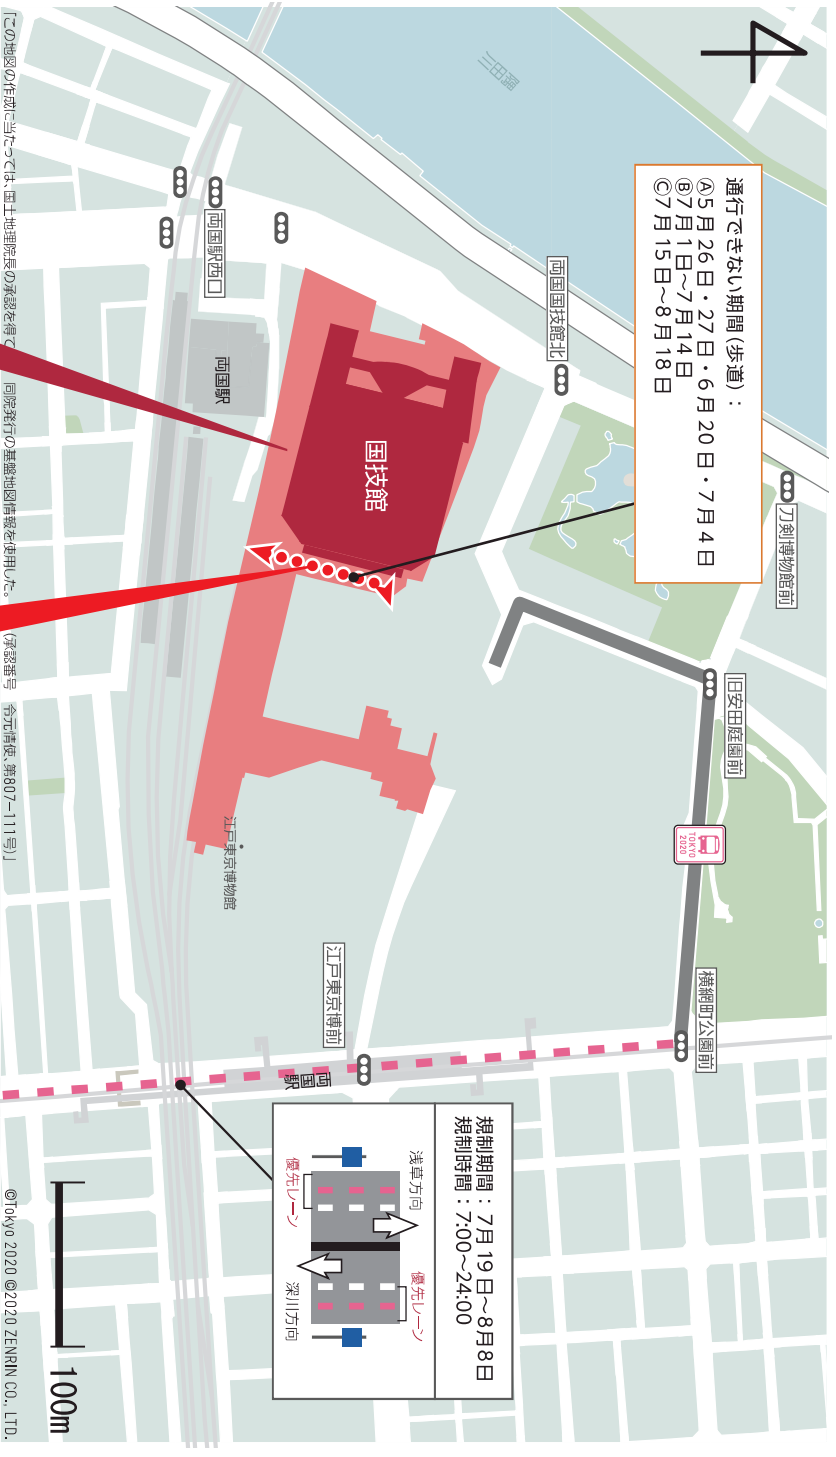 4
隅田川
通行できない期間(歩道):
Ⓐ5月26日・27日・6月20日・7月4日
Ⓑ7月1日~7月14日
Ⓒ7月15日~8月18日
両国国技館北
刀剣博物館前
両国駅西口
両国駅
国技館
旧安田庭園前
TOKYO
2020
江戸東京博物館
江戸東京博前
横網町公園前
両国
駅
規制期間:7月19日~8月8日
規制時間:7:00~24:00
浅草方向
優先レーン
優先レーン
深川方向
100m
「この地図の作成に当たっては、国土地理院長の承認を得て 同院発行の基盤地図情報を使用した。 (承認番号 令元情使、第807-111号)」
©Tokyo 2020 ©2020 ZENRIN CO., LTD.